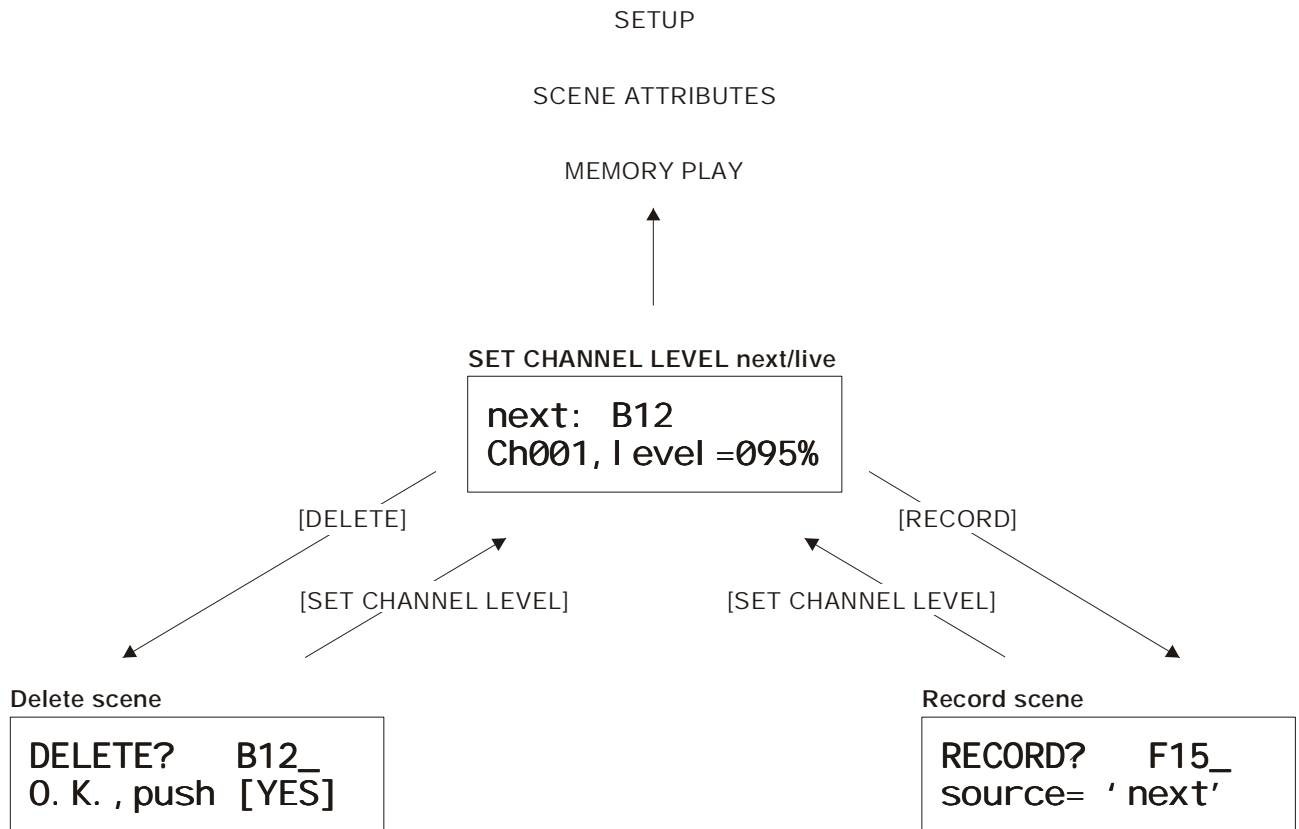 SETUP
SCENE ATTRIBUTES
MEMORY PLAY
SET CHANNEL LEVEL next/live
next: B12
Ch001,level=095%
[DELETE]
[RECORD]
[SET CHANNEL LEVEL]
[SET CHANNEL LEVEL]
Delete scene
DELETE? B12_
O.K.,push [YES]
Record scene
RECORD? F15_
source= 'next'